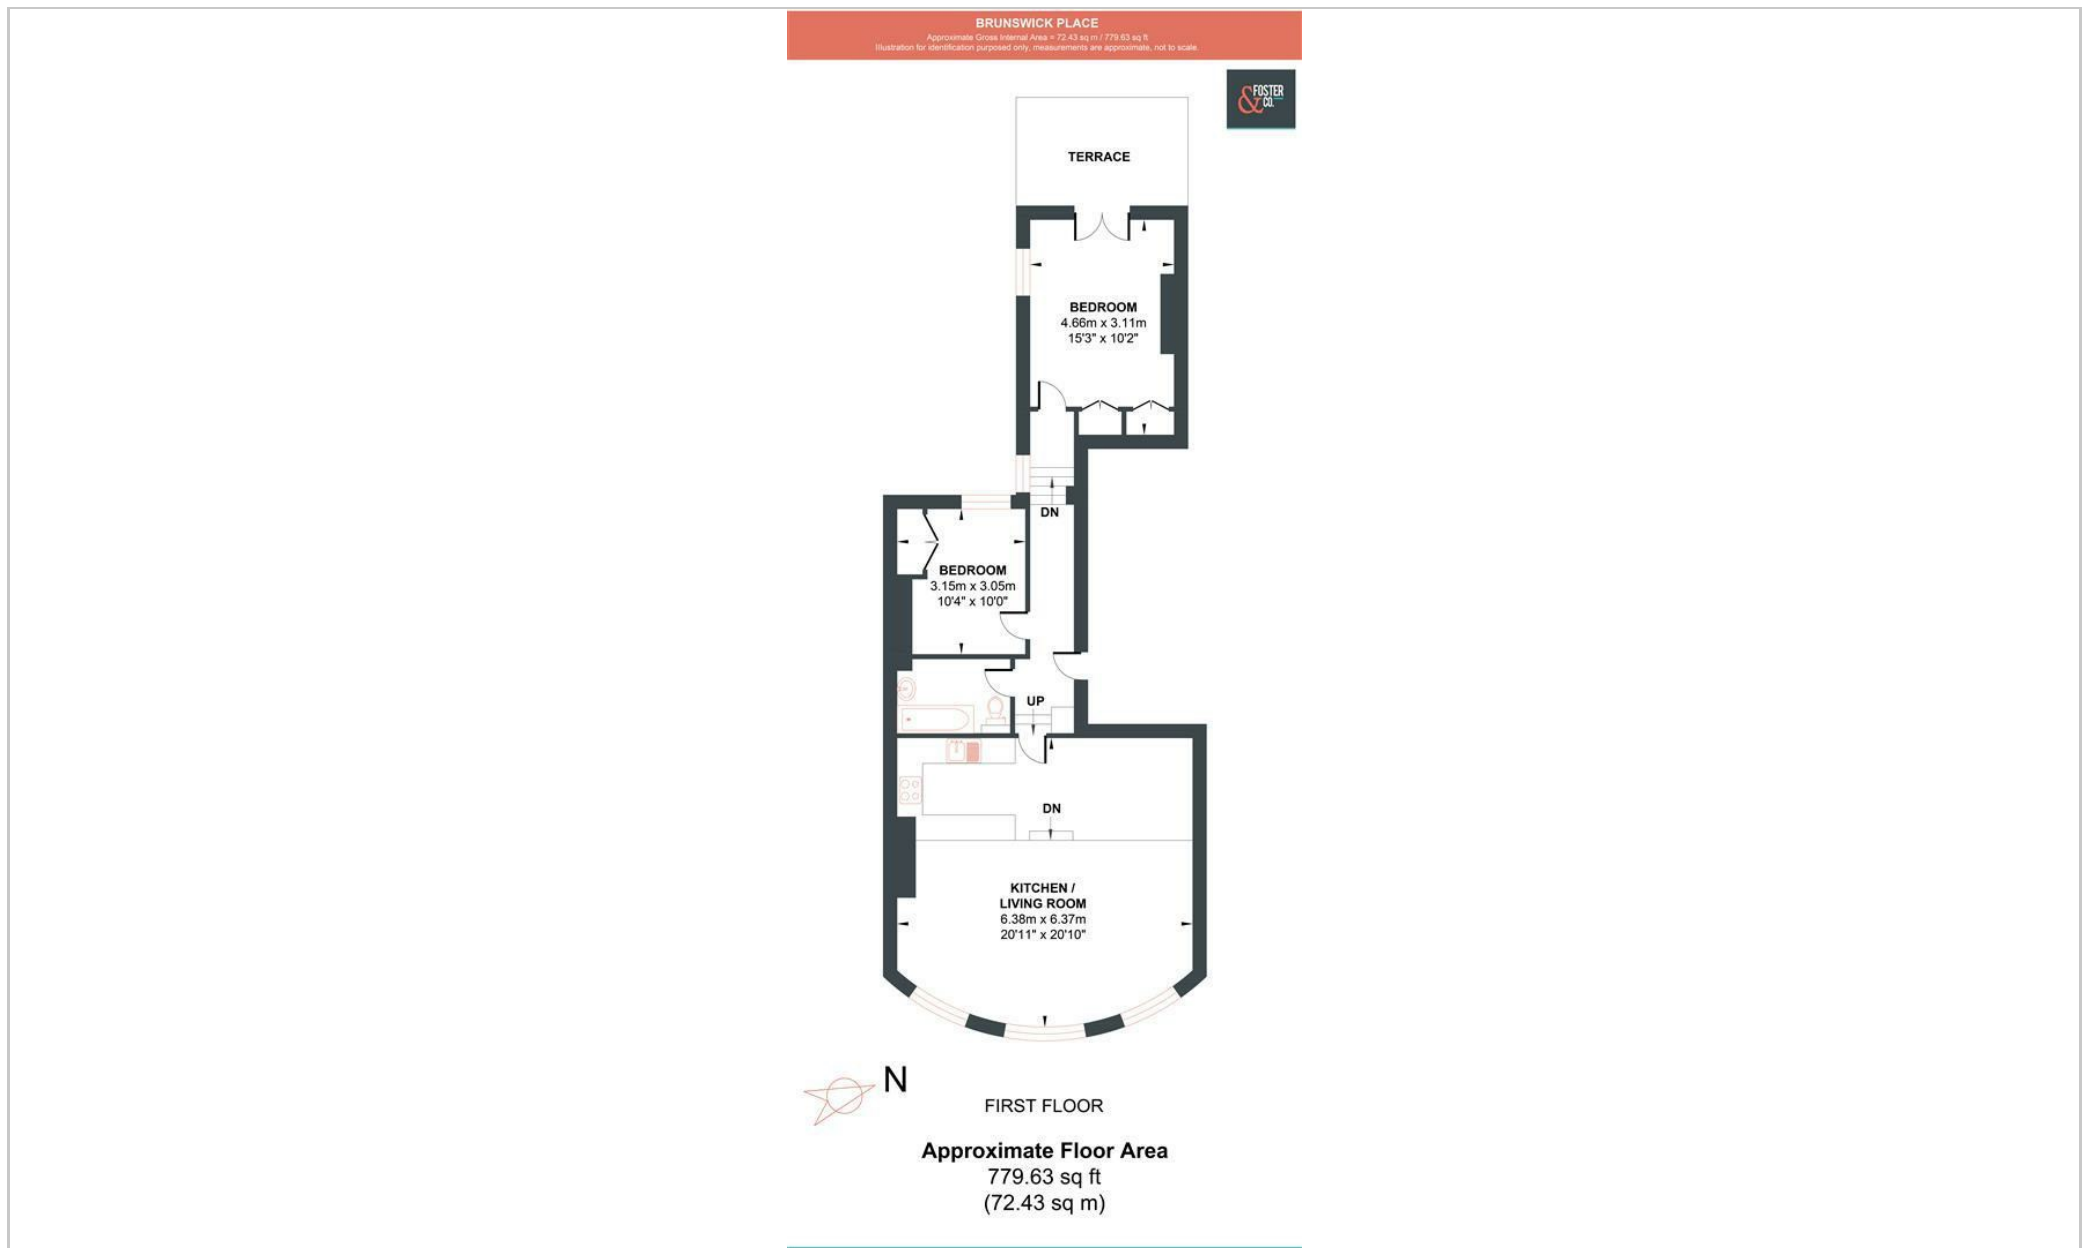 BRUNSWICK PLACE
Approximate Gross Internal Area = 72.43 sq m / 779.63 sq ft
Illustration for identification purposed only, measurements are approximate, not to scale.
& FOSTER
CO.
TERRACE
BEDROOM
4.66m x 3.11m
15'3" x 10'2"
DN
BEDROOM
3.15m x 3.05m
10'4" x 10'0"
UP
DN
KITCHEN /
LIVING ROOM
6.38m x 6.37m
20'11" x 20'10"
N
FIRST FLOOR
Approximate Floor Area
779.63 sq ft
(72.43 sq m)